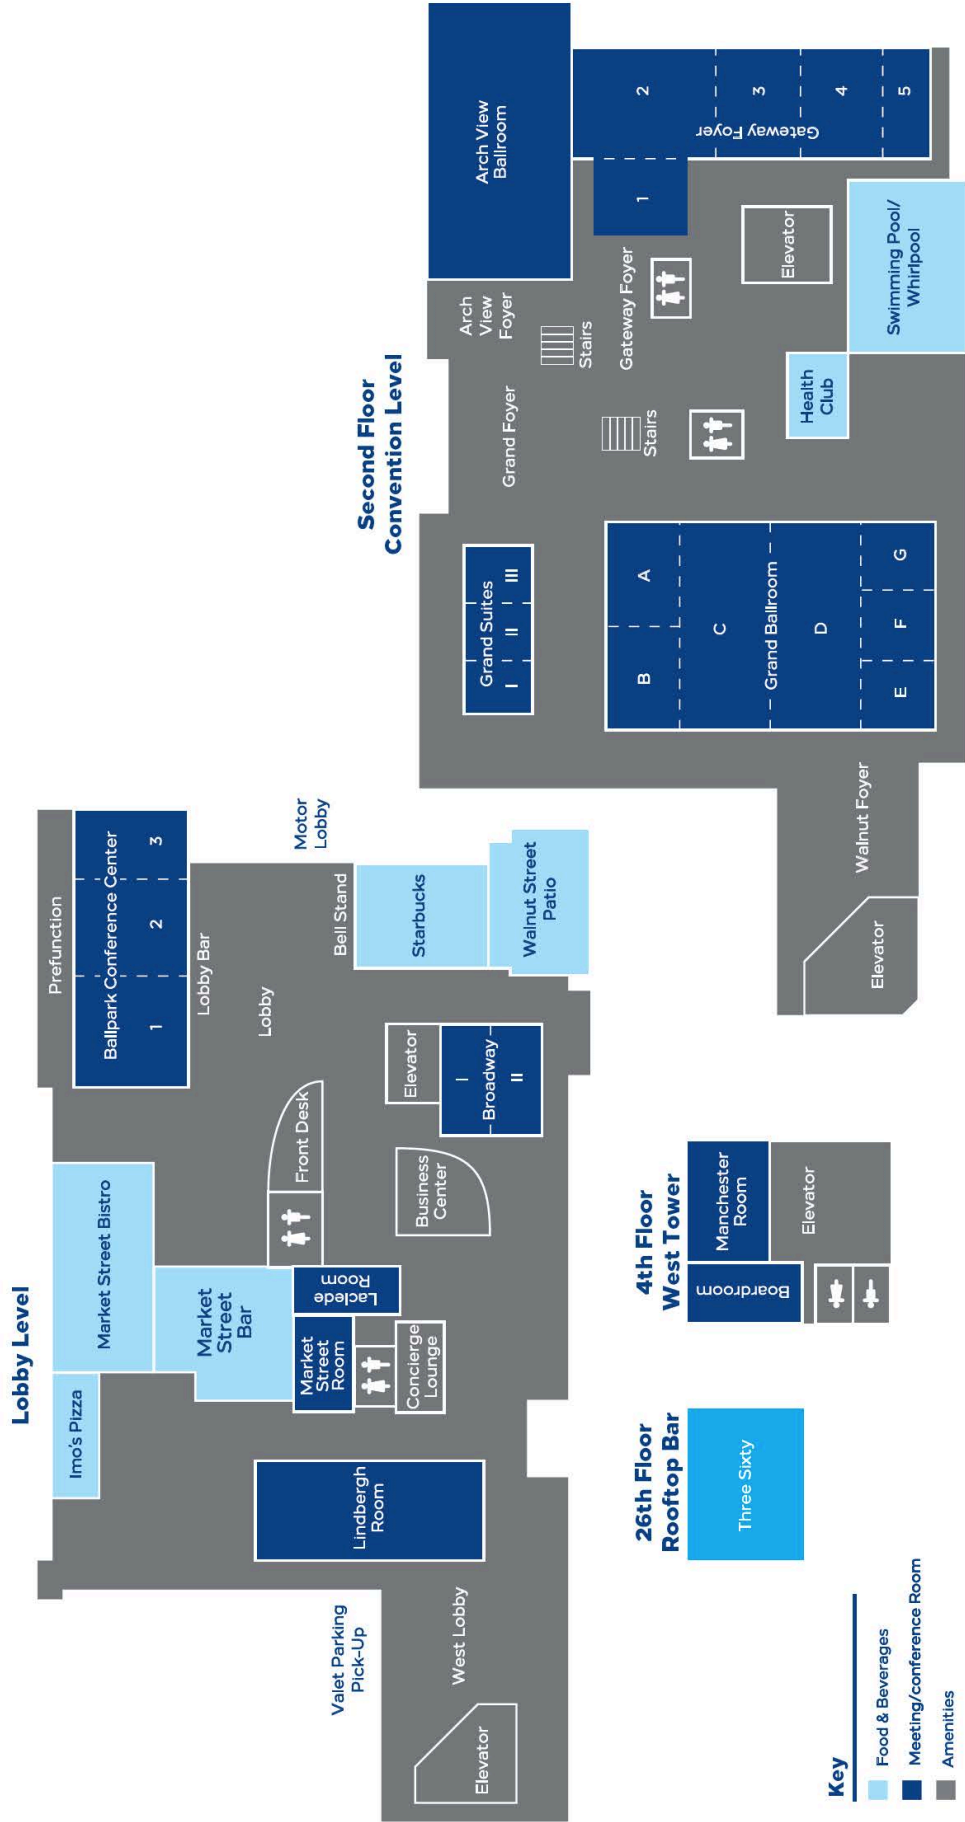 Lobby Level
Imo's Pizza
Market Street Bistro
Prefunction
Ballpark Conference Center
1
2
3
Market
Street
Bar
Lobby Bar
Lobby
Motor
Lobby
Front Desk
Laclede
Room
Market
Street
Room
Lindbergh
Room
Concierge
Lounge
Business
Center
Elevator
Bell Stand
Starbucks
Walnut Street
Patio
I
Broadway
II
Valet Parking
Pick-Up
West Lobby
Elevator
Second Floor
Convention Level
Arch View
Ballroom
Arch
View
Foyer
Grand Foyer
Grand Suites
I
II
III
Stairs
Stairs
Gateway Foyer
1
2
3
4
5
Gateway Foyer
Elevator
Health
Club
Swimming Pool/
Whirlpool
B
A
C
Grand Ballroom
D
E
F
G
Walnut Foyer
Elevator
26th Floor
Rooftop Bar
Three Sixty
4th Floor
West Tower
Boardroom
Manchester
Room
Elevator
Key
Food & Beverages
Meeting/conference Room
Amenities